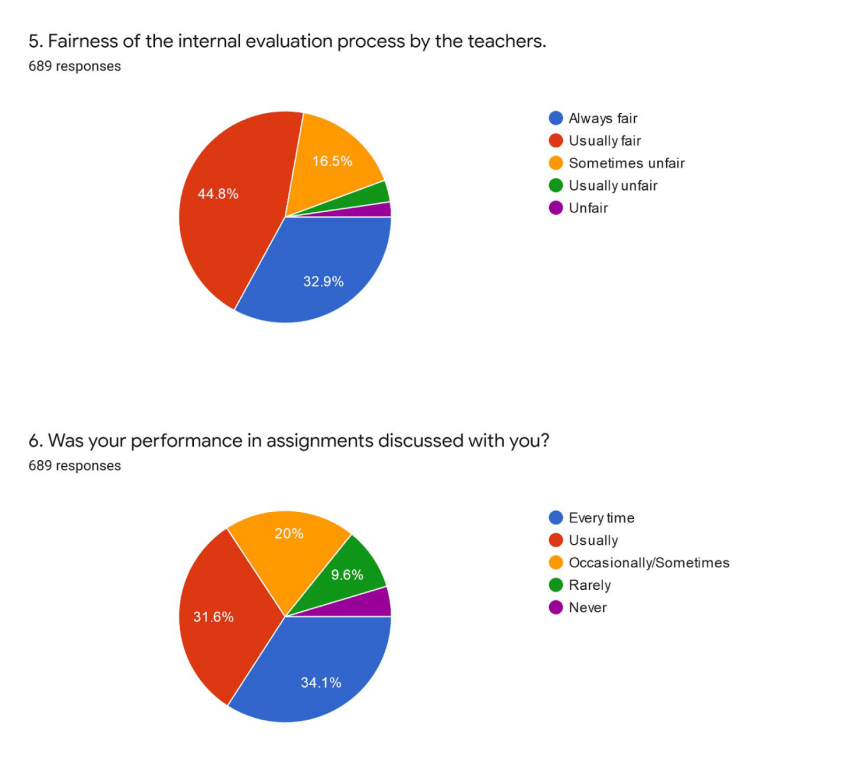 5. Fairness of the internal evaluation process by the teachers.
689 responses
Always fair
Usually fair
Sometimes unfair
Usually unfair
Unfair
16.5%
44.8%
32.9%
6. Was your performance in assignments discussed with you?
689 responses
Every time
Usually
Occasionally/Sometimes
Rarely
Never
20%
9.6%
31.6%
34.1%